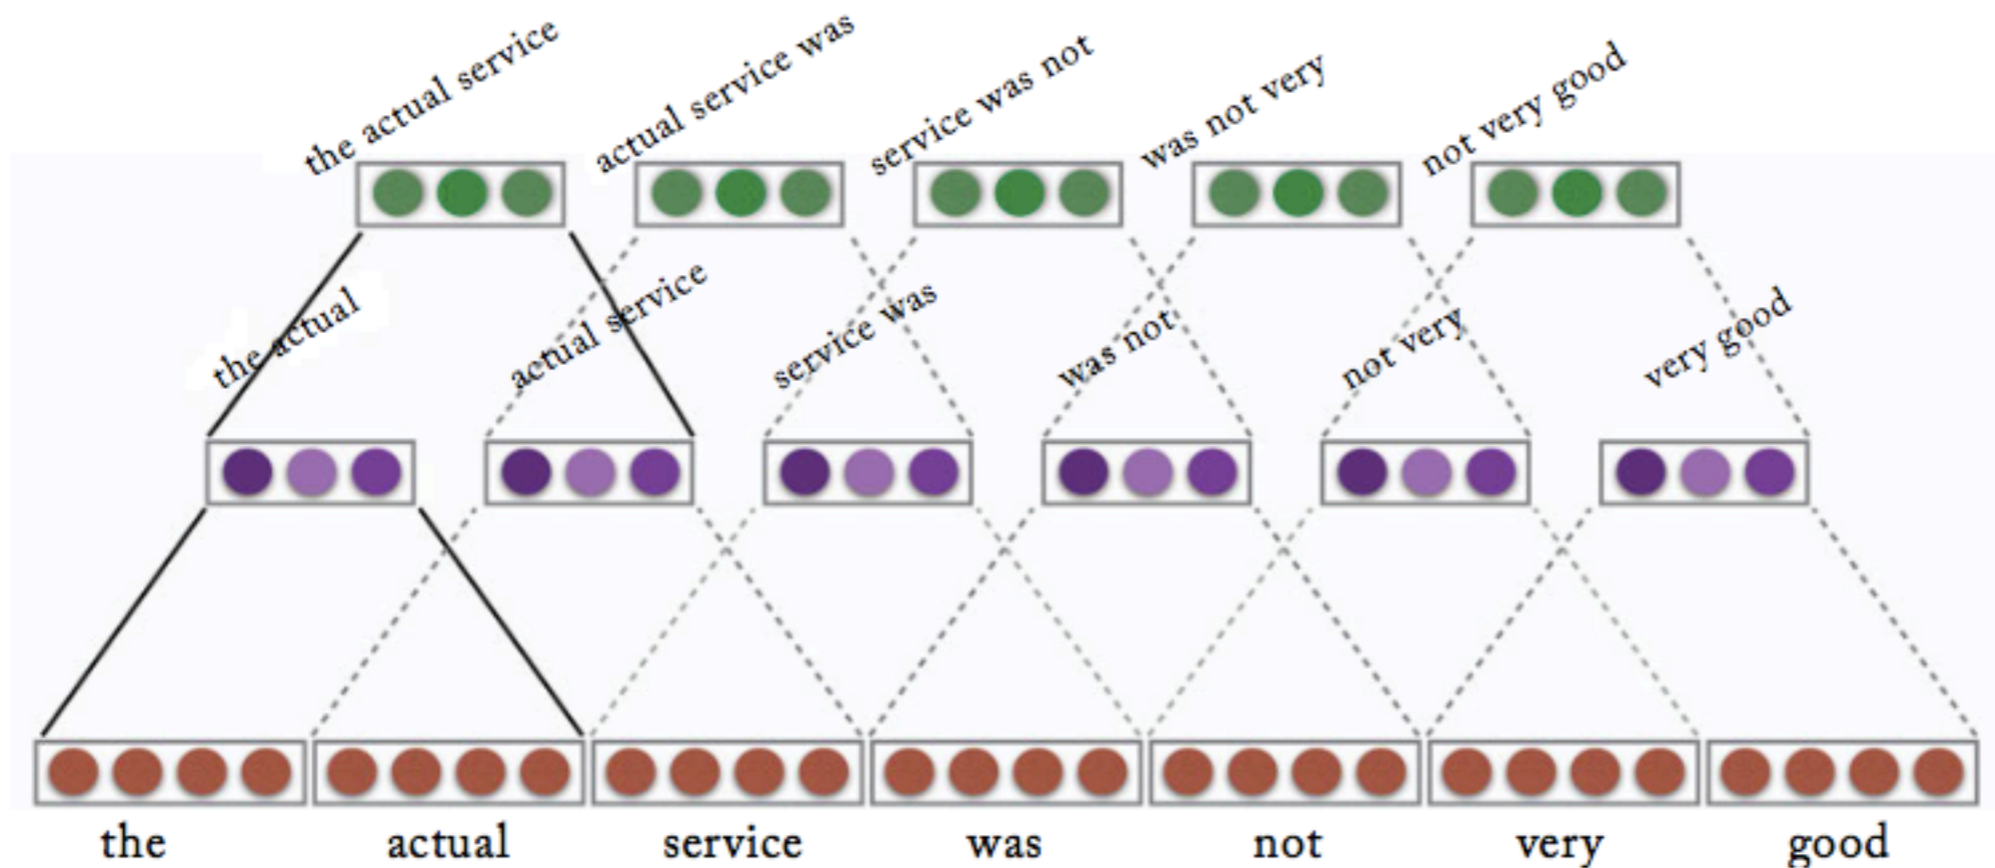 the actual service
actual service was
service was not
was not very
not very good
the actual
actual service
service was
was not
not very
very good
the
actual
service
was
not
very
good